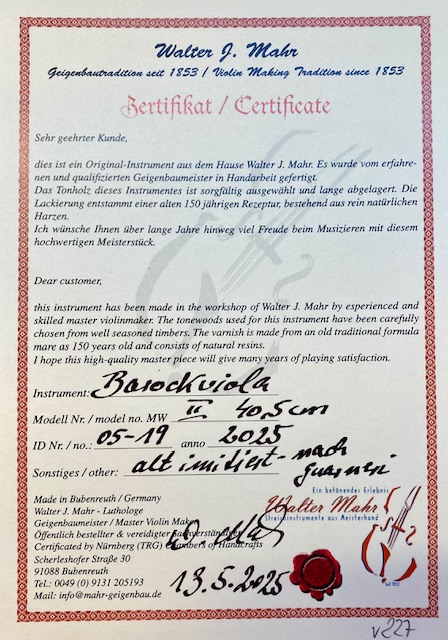 Walter J. Mahr
Geigenbautradition seit 1853 / Violin Making Tradition since 1853
Zertifikat / Certificate
Sehr geehrter Kunde,
dies ist ein Original-Instrument aus dem Hause Walter J. Mahr. Es wurde vom erfahre-
nen und qualifizierten Geigenbaumeister in Handarbeit gefertigt.
Das Tonholz dieses Instrumentes ist sorgfältig ausgewählt und lange abgelagert. Die
Lackierung entstammt einer alten 150 jährigen Rezeptur, bestehend aus rein natürlichen
Harzen.
Ich wünsche Ihnen über lange Jahre hinweg viel Freude beim Musizieren mit diesem
hochwertigen Meisterstück.
Dear customer,
this instrument has been made in the workshop of Walter J. Mahr by esperienced and
skilled master violinmaker. The tonewoods used for this instrument have been carefully
chosen from well seasoned timbers. The varnish is made from an old traditional formula
mare as 150 years old and consists of natural resins.
I hope this high-quality master piece will give many years of playing satisfaction.
Instrument: Barockviola
Modell Nr. / model no. MW II 40,5 cm
ID Nr. / no.: 05-19 anno 2025
Sonstiges / other: alt imitiert - nach
Guarneri
Ein betönendes Erlebnis
Walter Mahr
Streichinstrumente aus Meisterhand
Seit 1853
Made in Bubenreuth / Germany
Walter J. Mahr - Luthologe
Geigenbaumeister / Master Violin Maker
Öffentlich bestellter & vereidigter Sachverständiger
Certificated by Nürnberg (TRG) Chambers of Handcrafts
Scherleshofer Straße 30
91088 Bubenreuth
Tel.: 0049 (0) 9131 205193
Mail: info@mahr-geigenbau.de
13.5.2025
v227